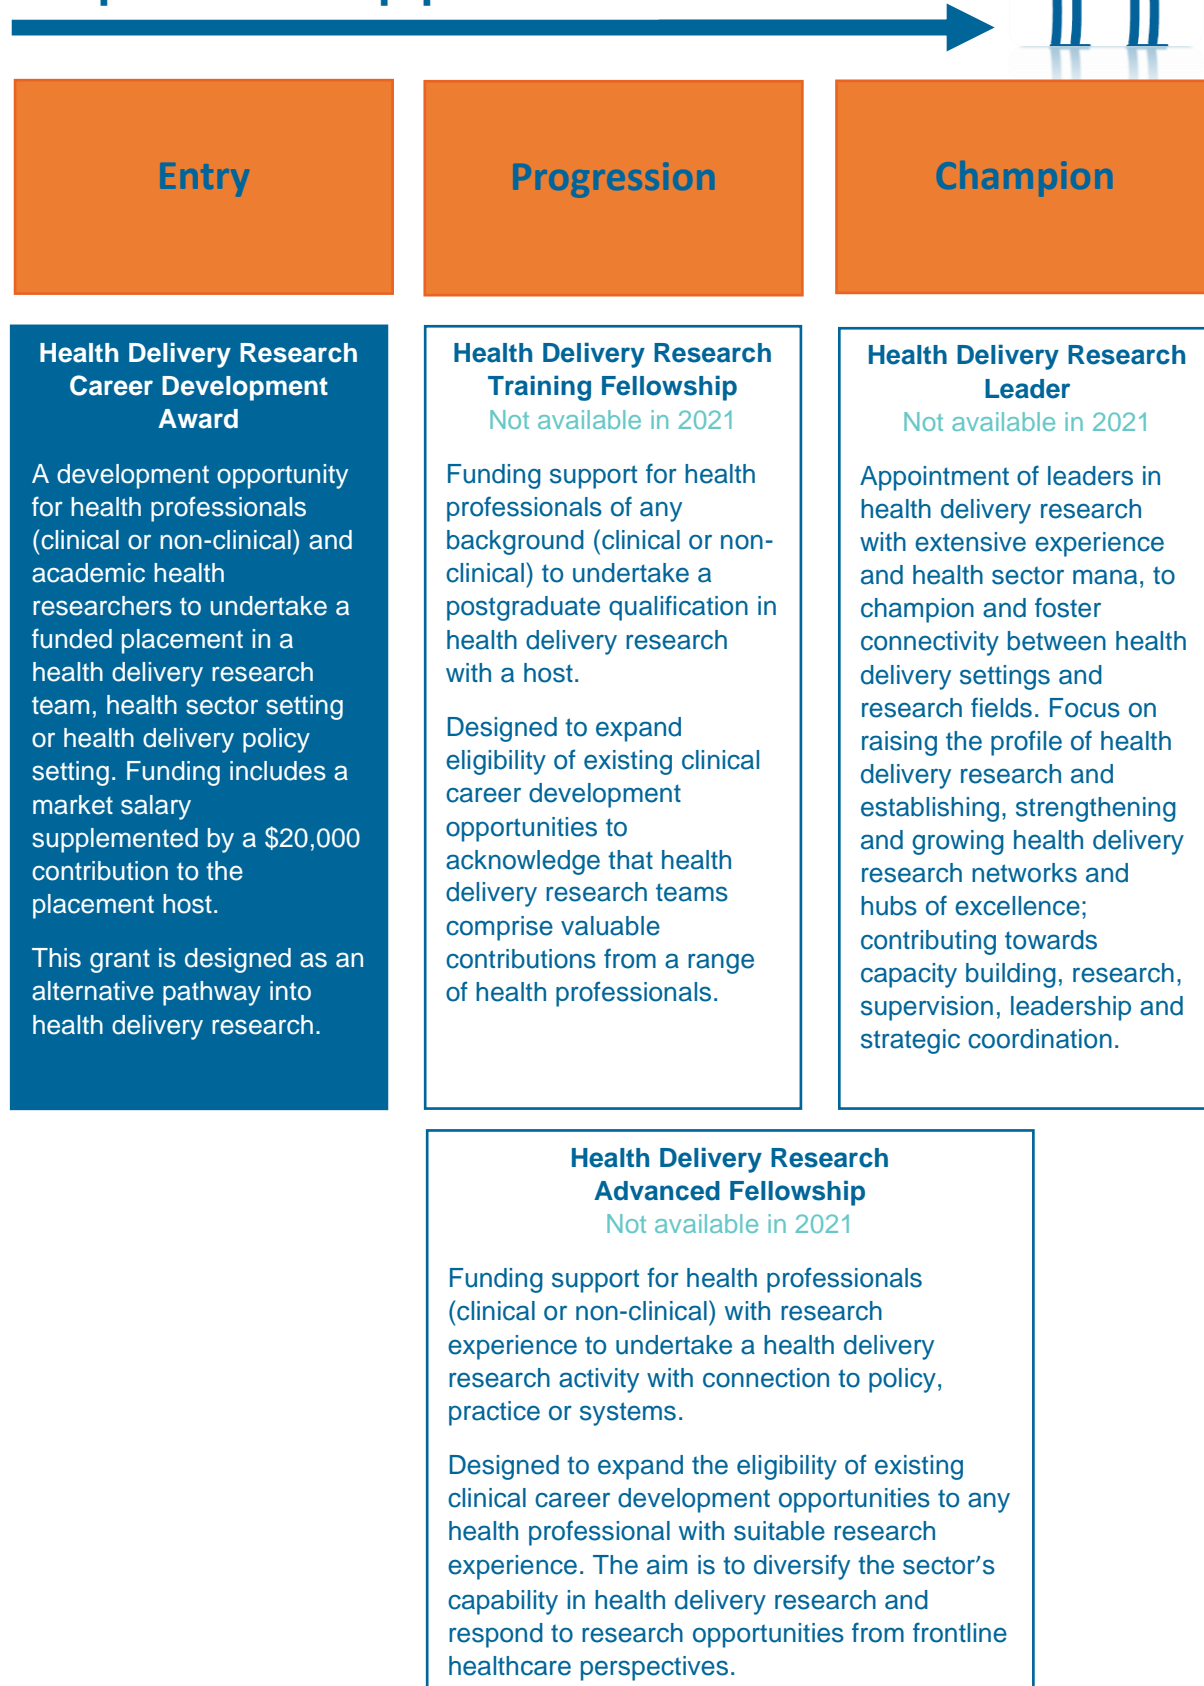 Entry
Progression
Champion
Health Delivery Research
Career Development
Award
A development opportunity
for health professionals
(clinical or non-clinical) and
academic health
researchers to undertake a
funded placement in a
health delivery research
team, health sector setting
or health delivery policy
setting. Funding includes a
market salary
supplemented by a $20,000
contribution to the
placement host.
This grant is designed as an
alternative pathway into
health delivery research.
Health Delivery Research
Training Fellowship
Not available in 2021
Funding support for health
professionals of any
background (clinical or non-
clinical) to undertake a
postgraduate qualification in
health delivery research
with a host.
Designed to expand
eligibility of existing clinical
career development
opportunities to
acknowledge that health
delivery research teams
comprise valuable
contributions from a range
of health professionals.
Health Delivery Research
Leader
Not available in 2021
Appointment of leaders in
health delivery research
with extensive experience
and health sector mana, to
champion and foster
connectivity between health
delivery settings and
research fields. Focus on
raising the profile of health
delivery research and
establishing, strengthening
and growing health delivery
research networks and
hubs of excellence;
contributing towards
capacity building, research,
supervision, leadership and
strategic coordination.
Health Delivery Research
Advanced Fellowship
Not available in 2021
Funding support for health professionals
(clinical or non-clinical) with research
experience to undertake a health delivery
research activity with connection to policy,
practice or systems.
Designed to expand the eligibility of existing
clinical career development opportunities to any
health professional with suitable research
experience. The aim is to diversify the sector’s
capability in health delivery research and
respond to research opportunities from frontline
healthcare perspectives.